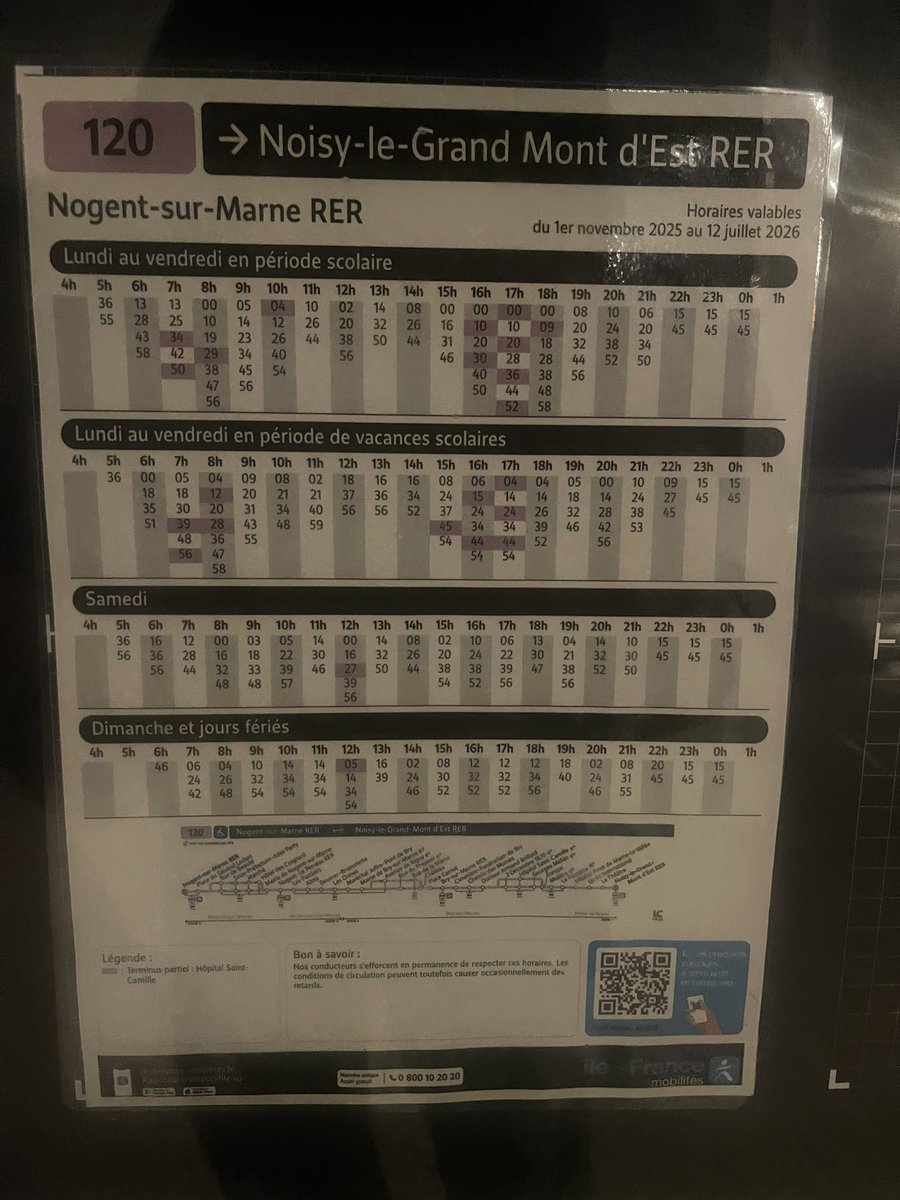 120
→ Noisy-le-Grand Mont d'Est RER
Nogent-sur-Marne RER
Horaires valables
du 1er novembre 2025 au 12 juillet 2026
Lundi au vendredi en période scolaire
4h 5h 6h 7h 8h 9h 10h 11h 12h 13h 14h 15h 16h 17h 18h 19h 20h 21h 22h 23h 0h 1h
36 13 13 00 05 04 10 02 14 08 00 00 00 00 08 10 06 15 15 15
55 28 25 10 14 12 26 20 32 26 16 10 10 09 20 24 20 45 45 45
43 34 19 23 26 44 38 50 44 31 20 20 18 32 38 34
58 42 29 34 40 56 46 30 28 28 44 52 50
50 38 45 54 40 36 38 56
47 56 50 44 48
56 52 58
Lundi au vendredi en période de vacances scolaires
4h 5h 6h 7h 8h 9h 10h 11h 12h 13h 14h 15h 16h 17h 18h 19h 20h 21h 22h 23h 0h 1h
36 00 05 04 09 08 02 18 16 16 08 06 04 04 05 00 10 09 15 15
18 18 12 20 21 21 37 36 34 24 15 14 14 18 14 24 27 45 45
35 30 20 31 34 40 56 56 52 37 24 24 26 32 28 38 45
51 39 28 43 48 59 45 34 34 39 46 42 53
48 36 55 54 44 44 52 56
56 47 54 54
58
Samedi
4h 5h 6h 7h 8h 9h 10h 11h 12h 13h 14h 15h 16h 17h 18h 19h 20h 21h 22h 23h 0h 1h
36 16 12 00 03 05 14 00 14 08 02 10 06 13 04 14 10 15 15 15
56 36 28 16 18 22 30 16 32 26 20 24 22 30 21 32 30 45 45 45
56 44 32 33 39 46 27 50 44 38 38 39 47 38 52 50
48 48 57 39 54 52 56 56
56
Dimanche et jours fériés
4h 5h 6h 7h 8h 9h 10h 11h 12h 13h 14h 15h 16h 17h 18h 19h 20h 21h 22h 23h 0h 1h
46 06 04 10 14 14 05 16 02 08 12 12 12 18 02 08 20 15 15
24 26 32 34 34 14 39 24 30 32 32 34 40 24 31 45 45 45
42 48 54 54 54 34 46 52 52 52 56 46 55
54
120 Nogent-sur-Marne RER Noisy-le-Grand-Mont d'Est RER
Légende :
: Terminus partiel : Hôpital Saint-
Camille
Bon à savoir :
Nos conducteurs s'efforcent en permanence de respecter ces horaires. Les
conditions de circulation peuvent toutefois causer occasionnellement des
retards.
prochains
passages
à votre arrêt
en temps réel
Numéro unique
Appel gratuit
0 800 10 20 20
île de France
mobilités